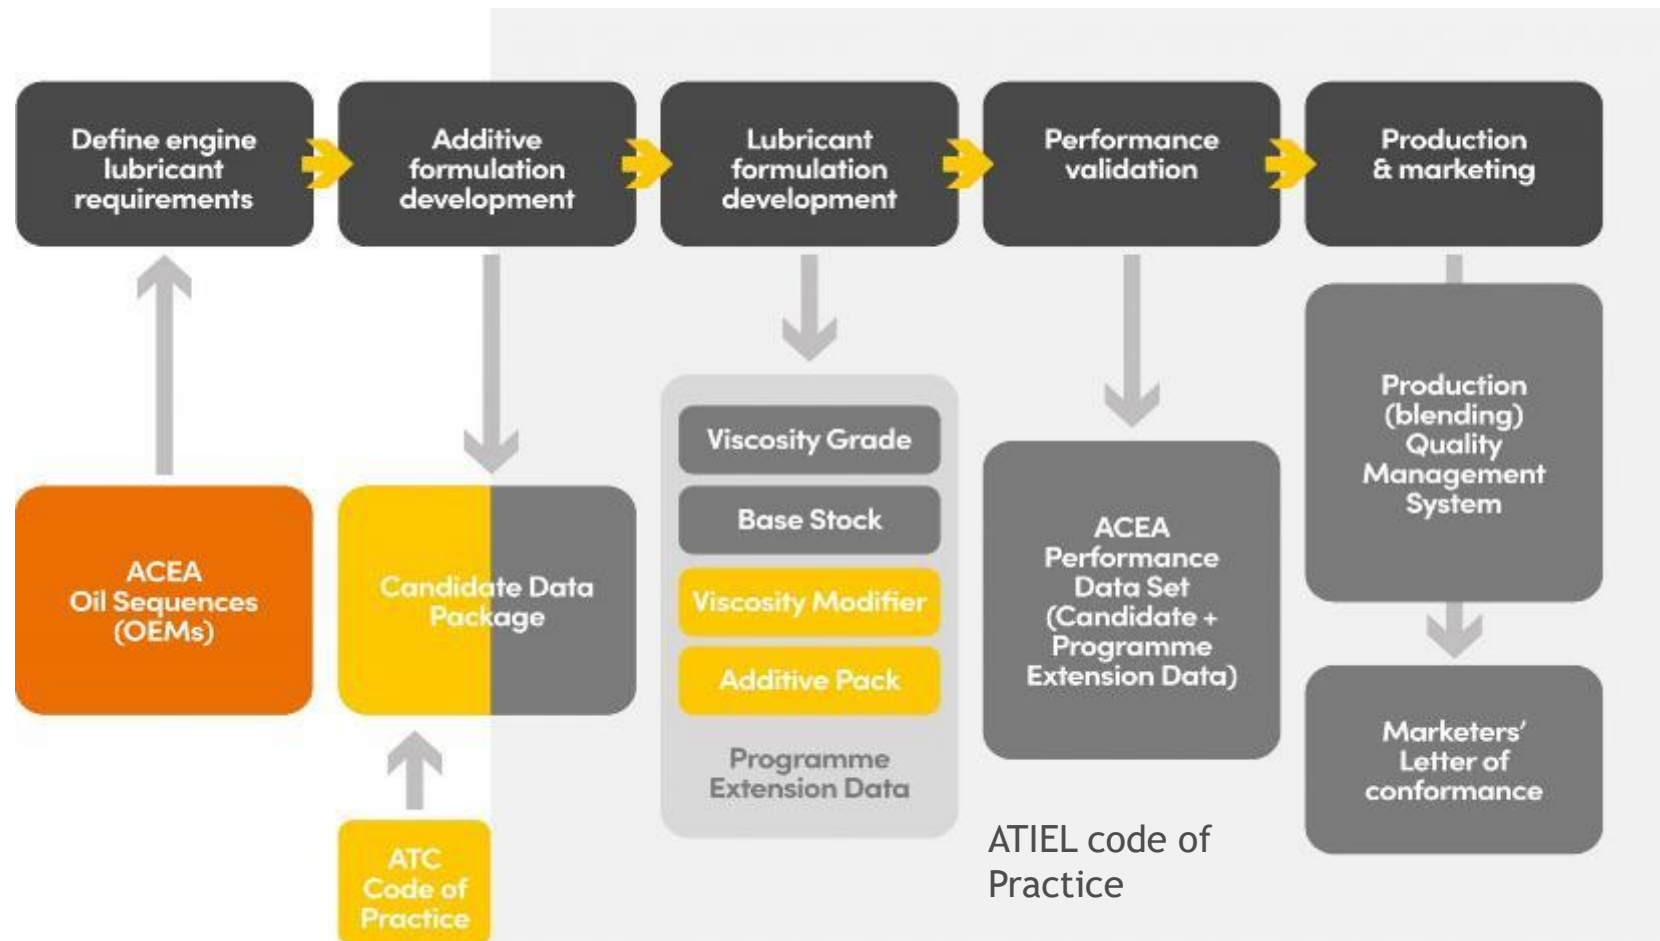 Define engine
lubricant
requirements
Additive
formulation
development
Lubricant
formulation
development
Performance
validation
Production
& marketing
ACEA
Oil Sequences
(OEMs)
Candidate Data
Package
ATC
Code of
Practice
Viscosity Grade
Base Stock
Viscosity Modifier
Additive Pack
Programme
Extension Data
ACEA
Performance
Data Set
(Candidate +
Programme
Extension Data)
Production
(blending)
Quality
Management
System
Marketers'
Letter of
conformance
ATIEL code of
Practice